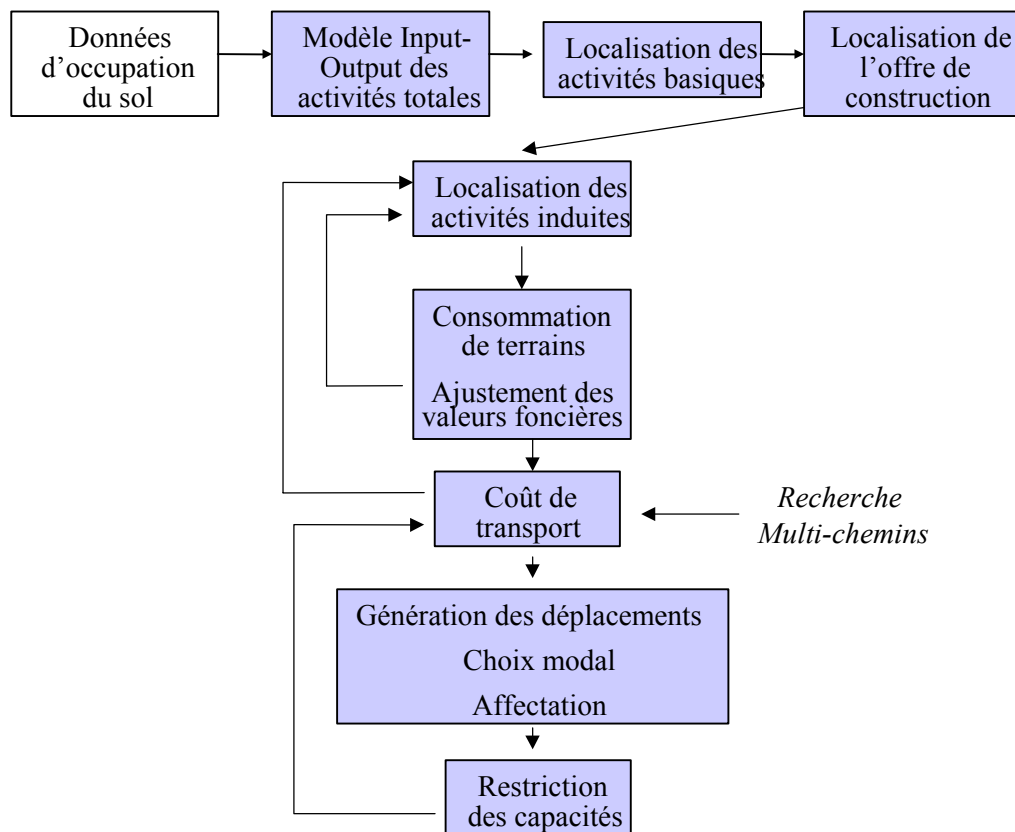 Données
d’occupation
du sol
Modèle Input-
Output des
activités totales
Localisation des
activités basiques
Localisation de
l’offre de
construction
Localisation des
activités induites
Consommation
de terrains
Ajustement des
valeurs foncières
Coût de
transport
Recherche
Multi-chemins
Génération des déplacements
Choix modal
Affectation
Restriction
des capacités